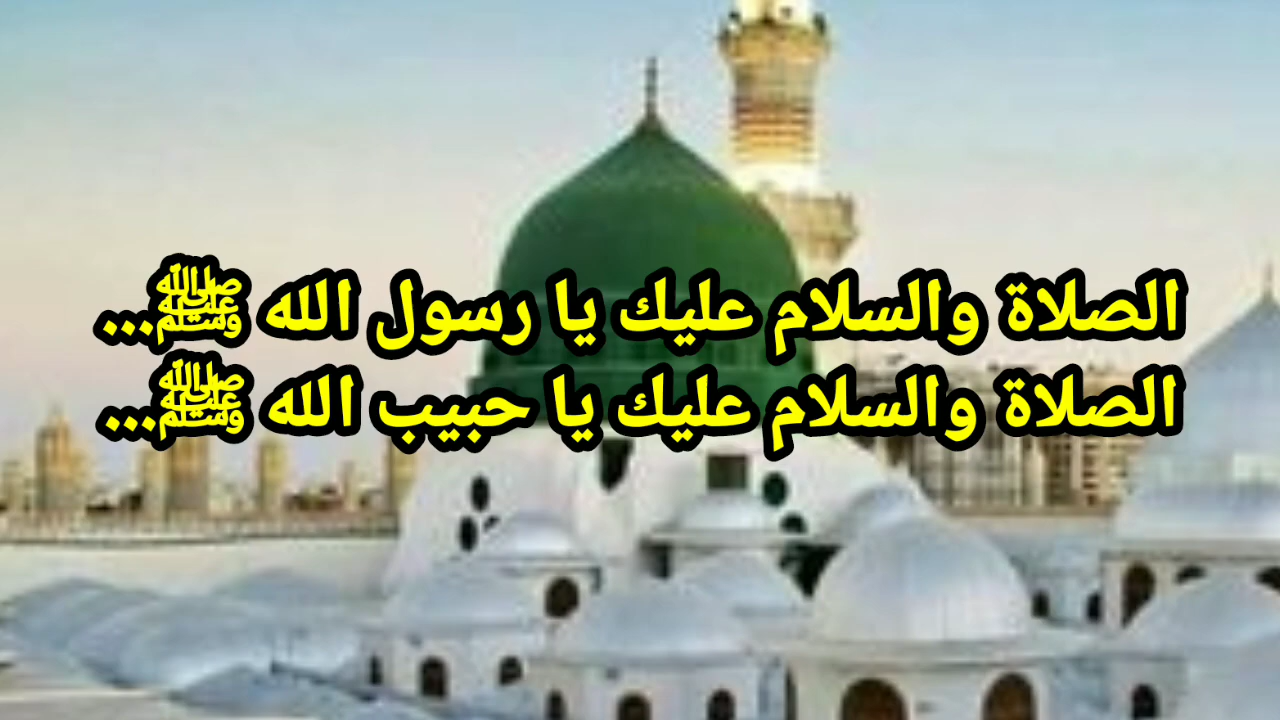 الصلاة والسلام عليك يا رسول الله ﷺ...
الصلاة والسلام عليك يا حبيب الله ﷺ...